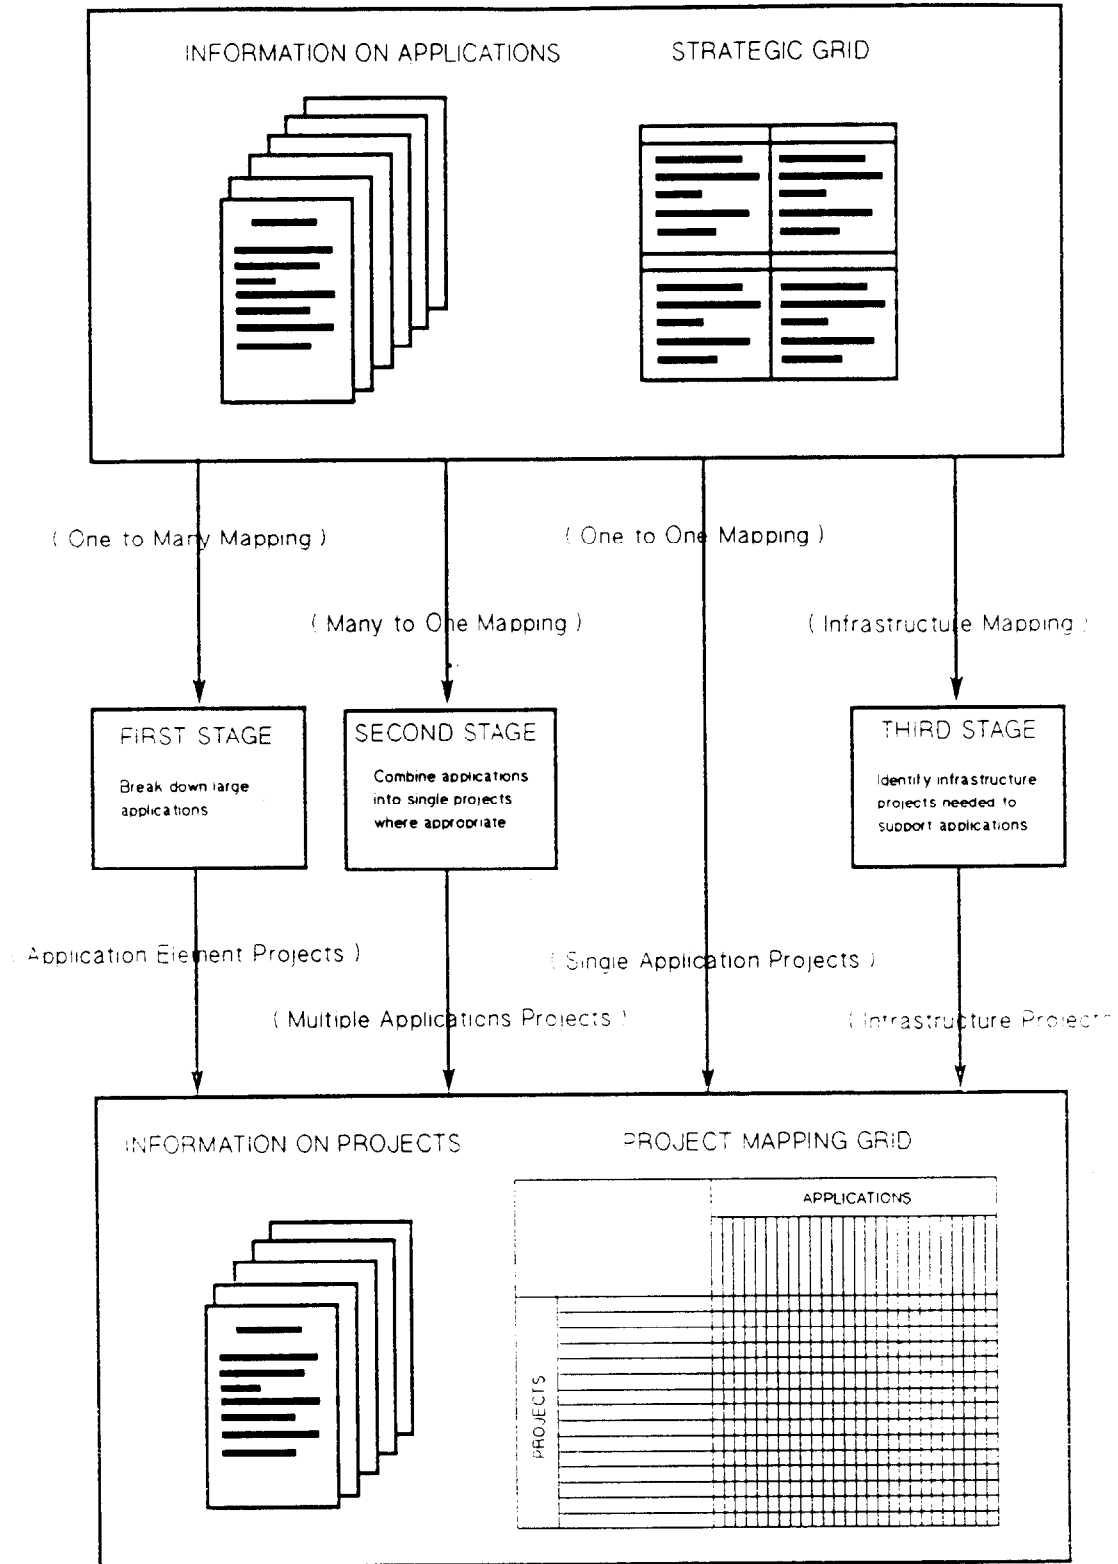 INFORMATION ON APPLICATIONS
STRATEGIC GRID
( One to Many Mapping )
( One to One Mapping )
( Many to One Mapping )
( Infrastructure Mapping )
FIRST STAGE
Break down large
applications
SECOND STAGE
Combine applications
into single projects
where appropriate
THIRD STAGE
Identify infrastructure
projects needed to
support applications
( Application Element Projects )
( Single Application Projects )
( Multiple Applications Projects )
( Infrastructure Projects
INFORMATION ON PROJECTS
PROJECT MAPPING GRID
APPLICATIONS
PROJECTS